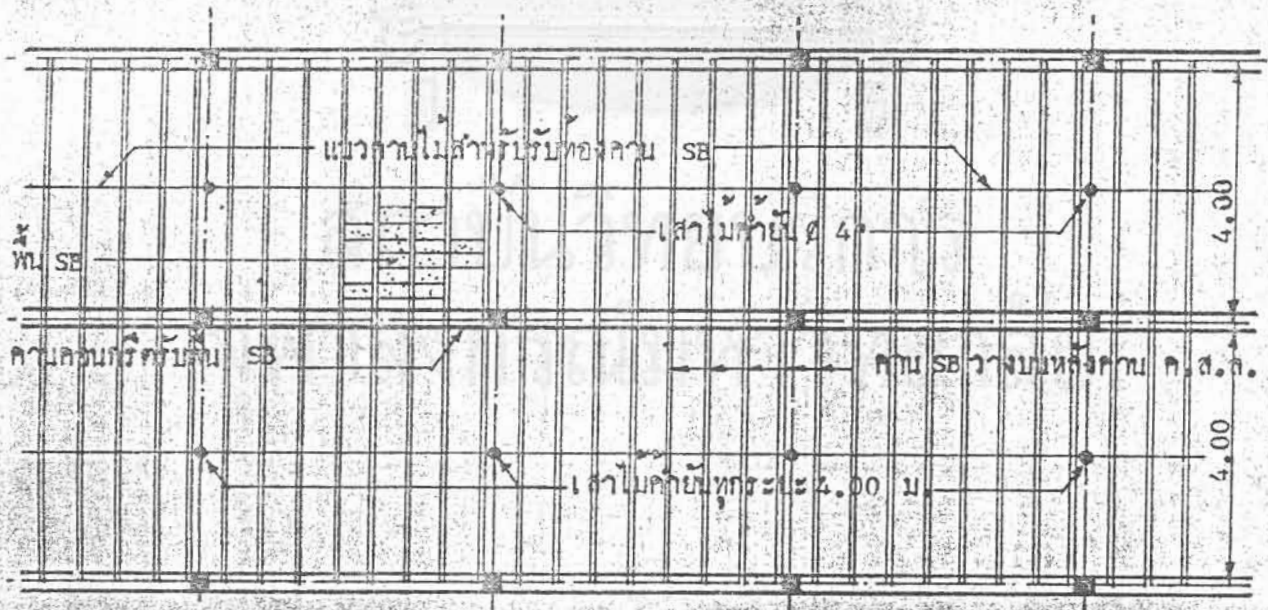 แนวคานไม้สำหรับรับท้องคาน SB
4.00
เสาไม้ค้ำยัน Ø 4"
พื้น SB
คานคอนกรีตรับพื้น SB
คาน SB วางบนหลังคาน ค.ส.ล.
4.00
เสาไม้ค้ำยันทุกระยะ 4.00 ม.